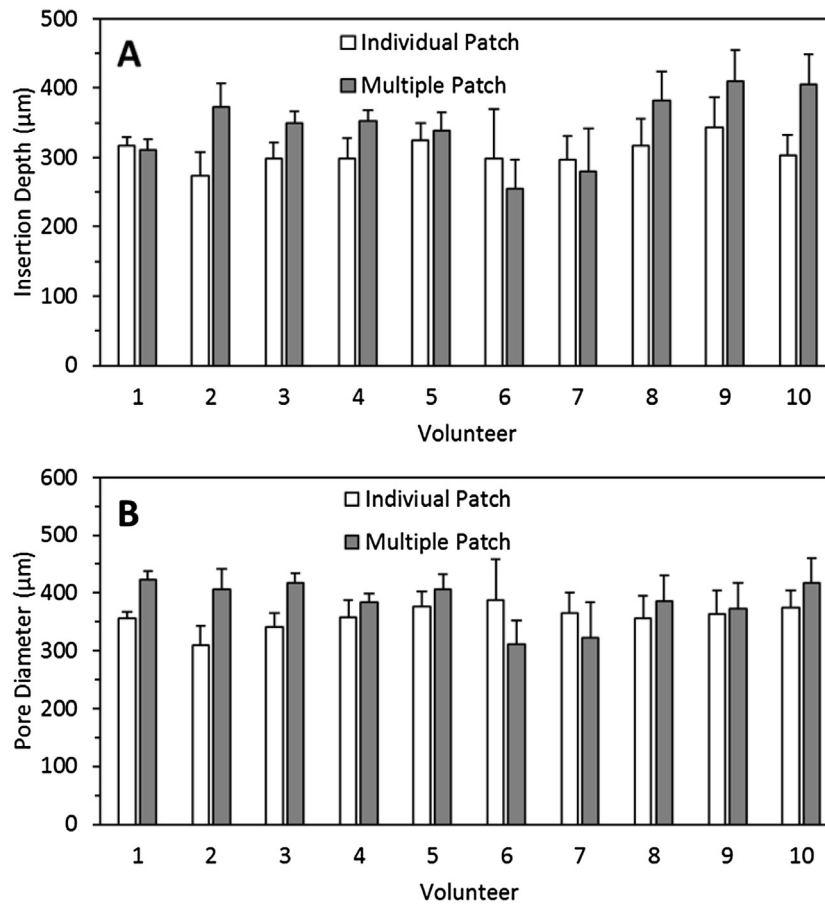 500
400
300
200
100
0
Insertion Depth (µm)
A
Individual Patch
Multiple Patch
1 2 3 4 5 6 7 8 9 10
Volunteer
600
500
400
300
200
100
0
Pore Diameter (µm)
B
Indiviual Patch
Multiple Patch
1 2 3 4 5 6 7 8 9 10
Volunteer